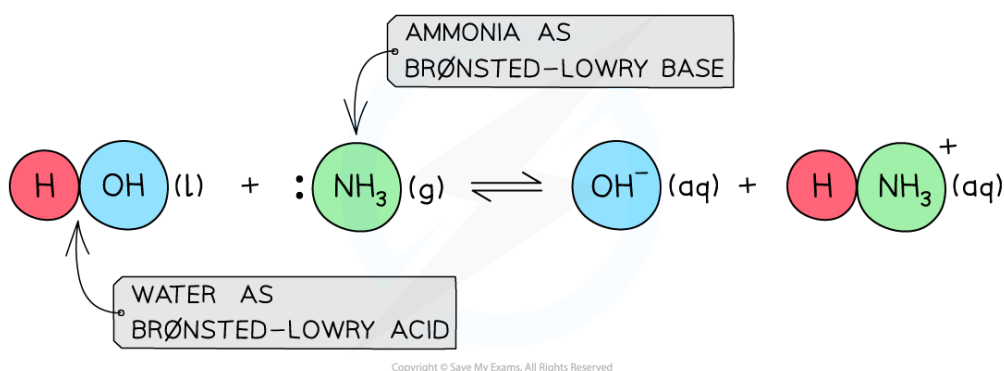 AMMONIA AS
BRØNSTED–LOWRY BASE
H OH (l) + :NH₃ (g) ⇌ OH⁻ (aq) + H NH₃⁺ (aq)
WATER AS
BRØNSTED–LOWRY ACID
Copyright © Save My Exams. All Rights Reserved